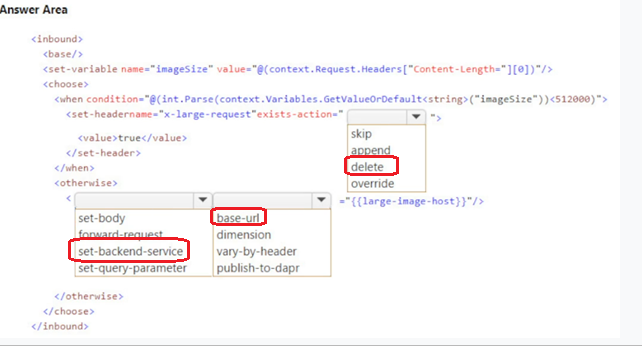 Answer Area
<inbound>
<base/>
<set-variable name="imageSize" value="@(context.Request.Headers["Content-Length="][0])"/>
<choose>
<when condition="@(int.Parse(context.Variables.GetValueOrDefault<string>("imageSize"))<512000)">
<set-headername="x-large-request"exists-action=" ">
skip
append
delete
override
<value>true</value>
</set-header>
</when>
<otherwise>
< ="{{large-image-host}}"/>
set-body base-url
forward-request dimension
set-backend-service vary-by-header
set-query-parameter publish-to-dapr
</otherwise>
</choose>
</inbound>